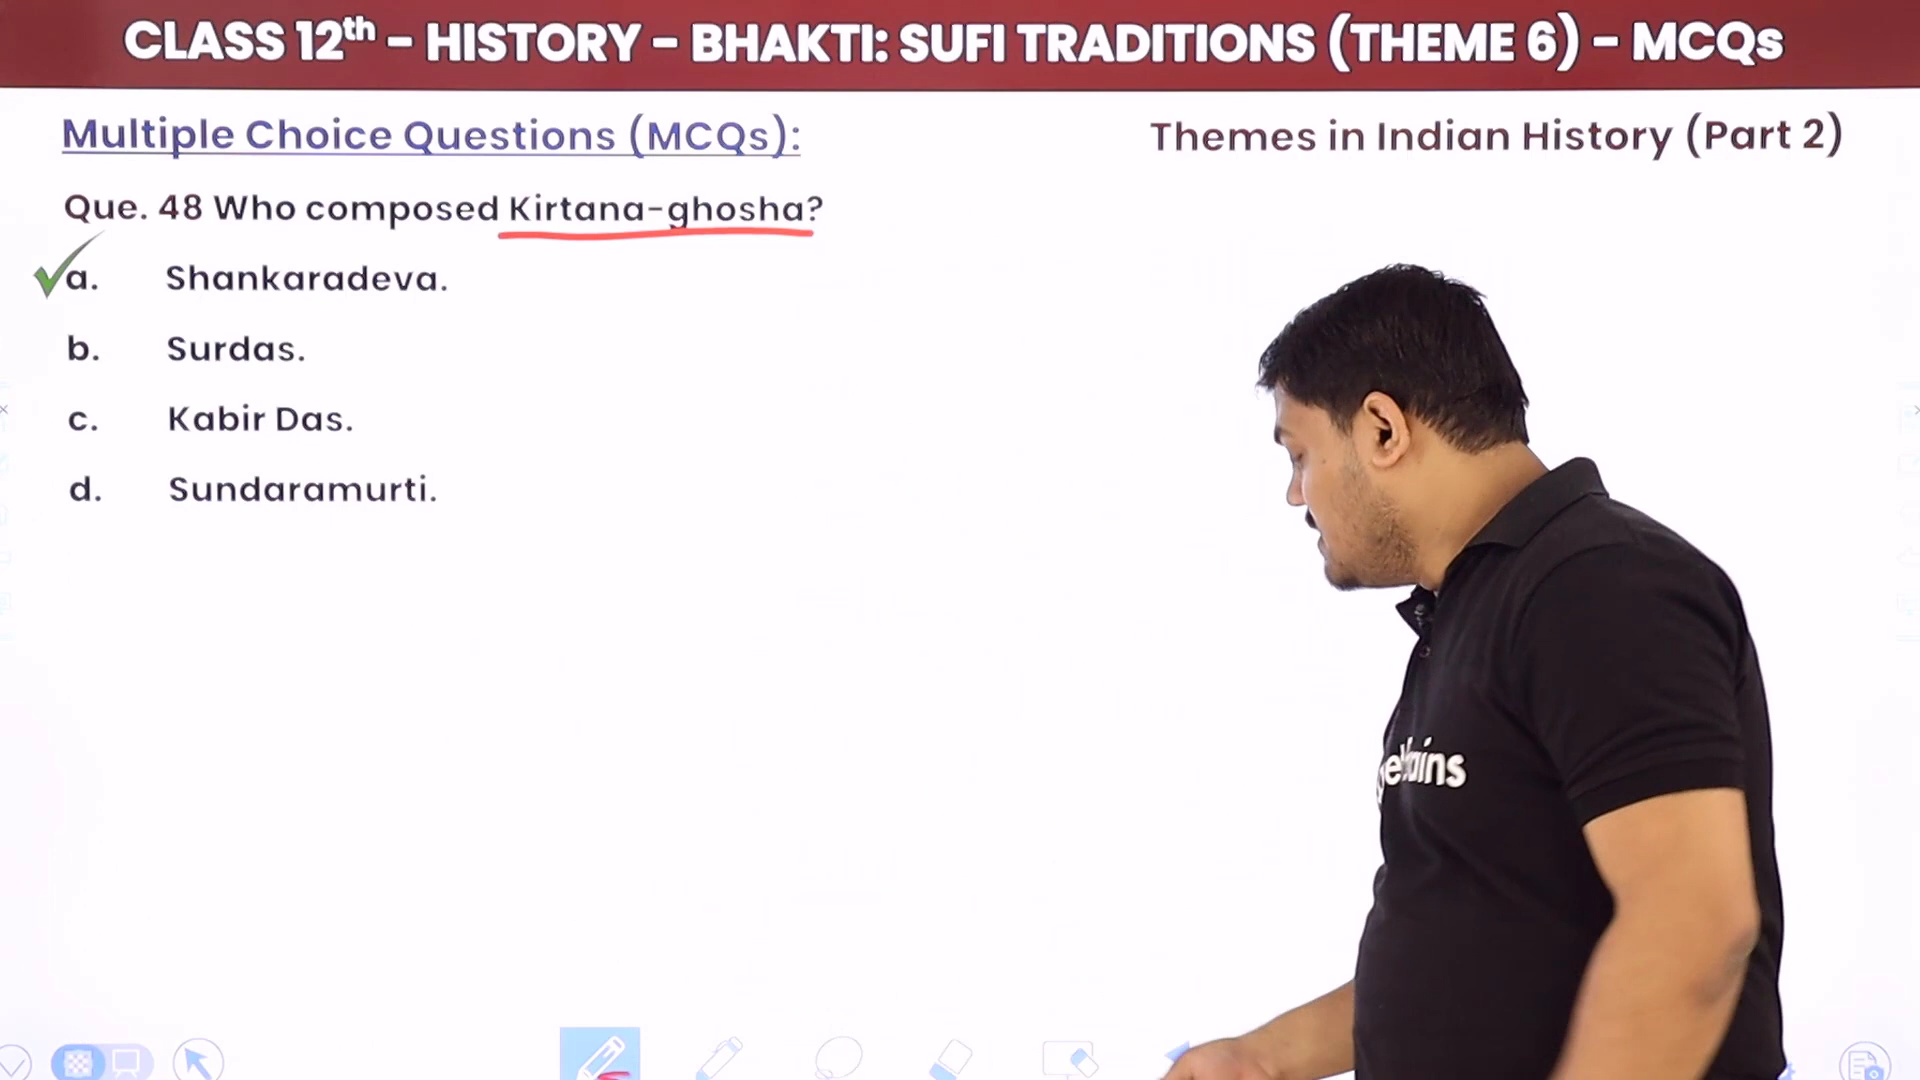 CLASS 12th - HISTORY - BHAKTI: SUFI TRADITIONS (THEME 6) - MCQs
Multiple Choice Questions (MCQs):
Themes in Indian History (Part 2)
Que. 48 Who composed Kirtana-ghosha?
a. Shankaradeva.
b. Surdas.
c. Kabir Das.
d. Sundaramurti.